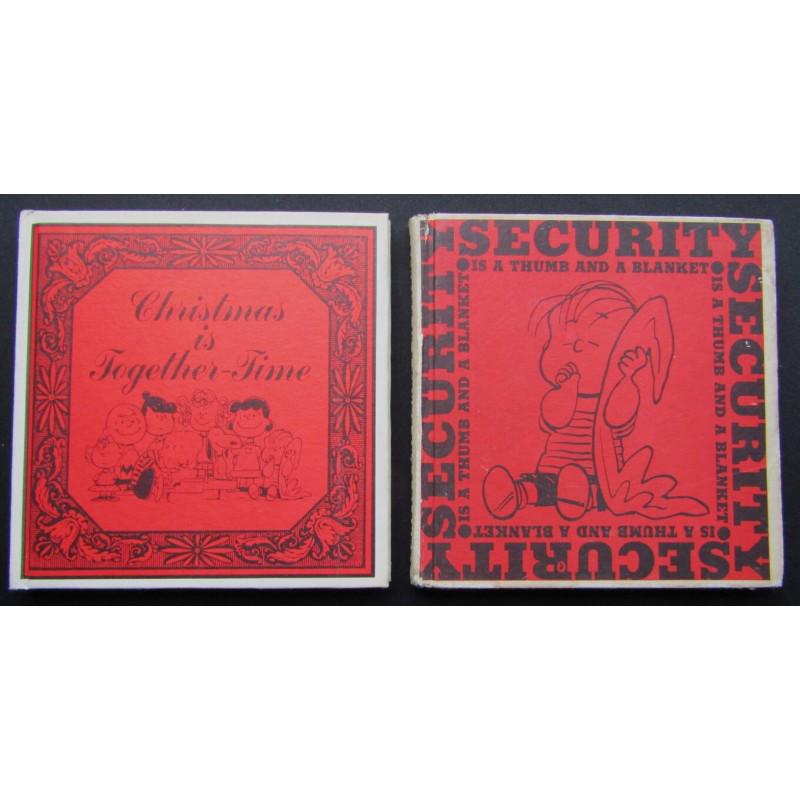 Christmas
is
Together-Time
SECURITY
IS A THUMB AND A BLANKET
SECURITY
IS A THUMB AND A BLANKET
SECURITY
IS A THUMB AND A BLANKET
SECURITY
IS A THUMB AND A BLANKET